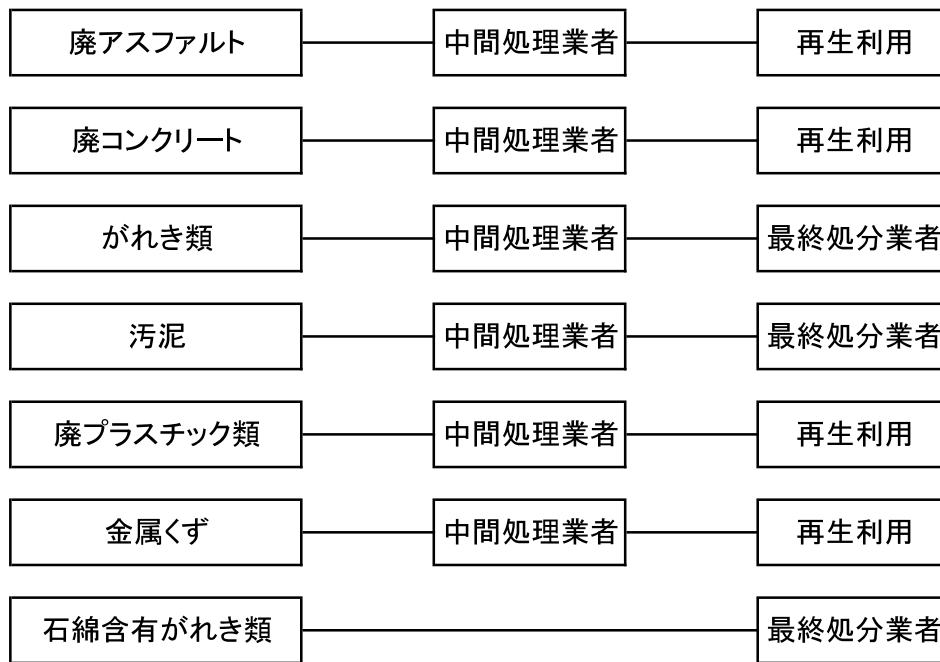 廃アスファルト 中間処理業者 再生利用
廃コンクリート 中間処理業者 再生利用
がれき類 中間処理業者 最終処分業者
汚泥 中間処理業者 最終処分業者
廃プラスチック類 中間処理業者 再生利用
金属くず 中間処理業者 再生利用
石綿含有がれき類 最終処分業者